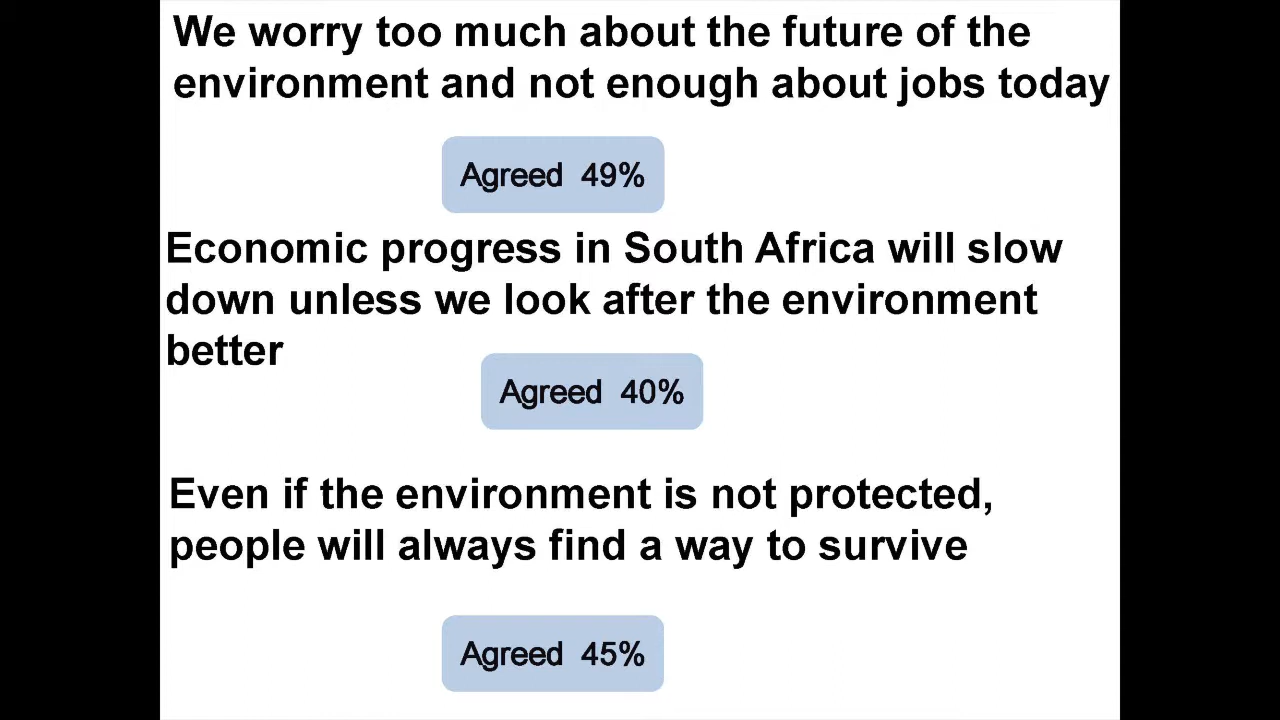 We worry too much about the future of the
environment and not enough about jobs today
Agreed 49%
Economic progress in South Africa will slow
down unless we look after the environment
better
Agreed 40%
Even if the environment is not protected,
people will always find a way to survive
Agreed 45%